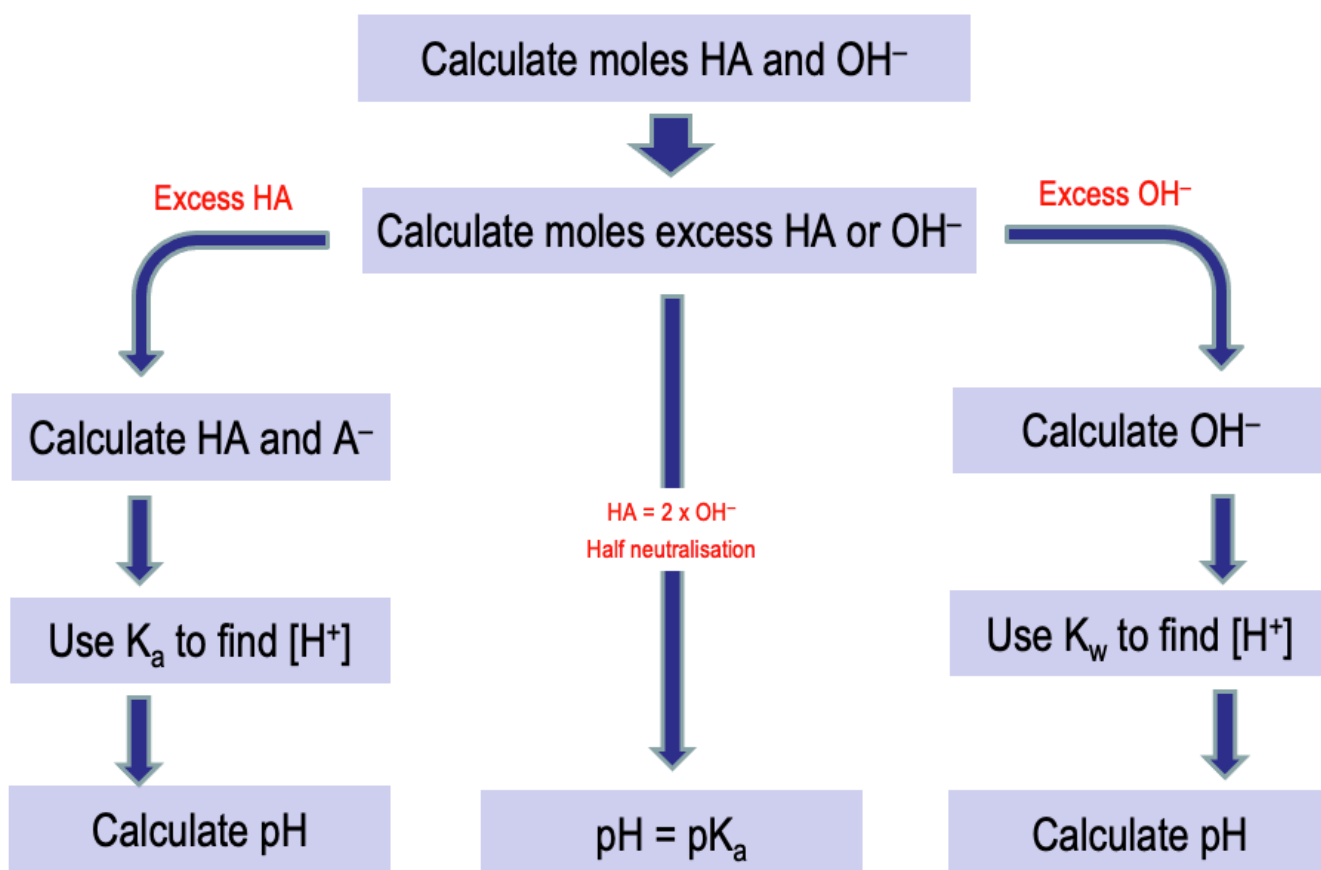 Calculate moles HA and OH⁻
Excess HA
Calculate moles excess HA or OH⁻
Excess OH⁻
Calculate HA and A⁻
HA = 2 x OH⁻
Half neutralisation
Calculate OH⁻
Use Kₐ to find [H⁺]
Use K_w to find [H⁺]
Calculate pH
pH = pKₐ
Calculate pH